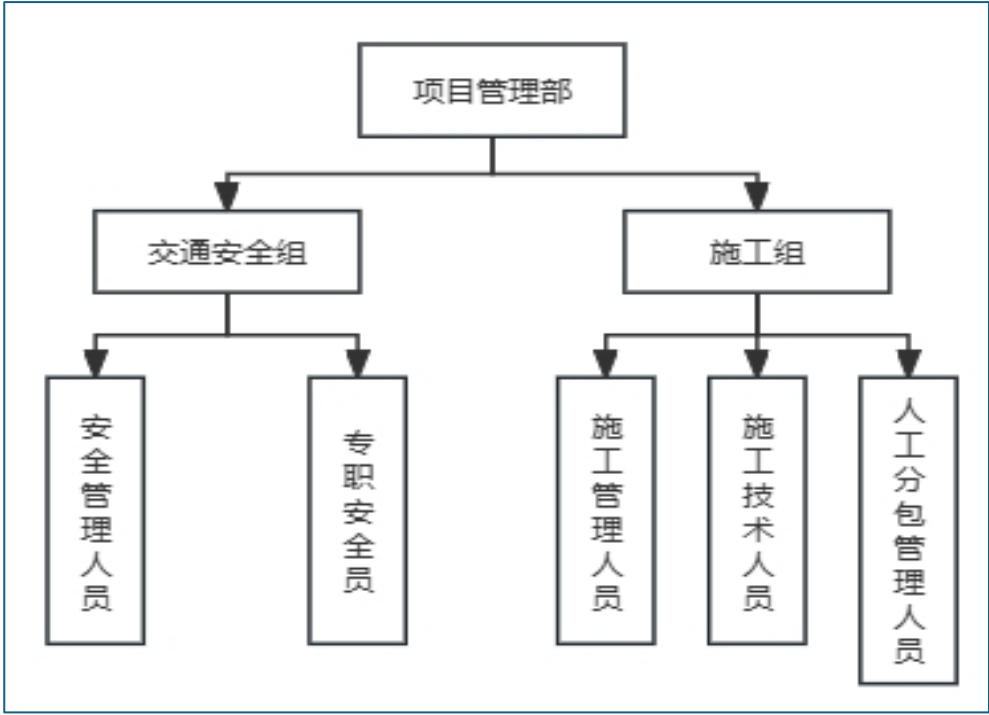 项目管理部
交通安全组
施工组
安全管理人员
专职安全员
施工管理人员
施工技术人员
人工分包管理人员